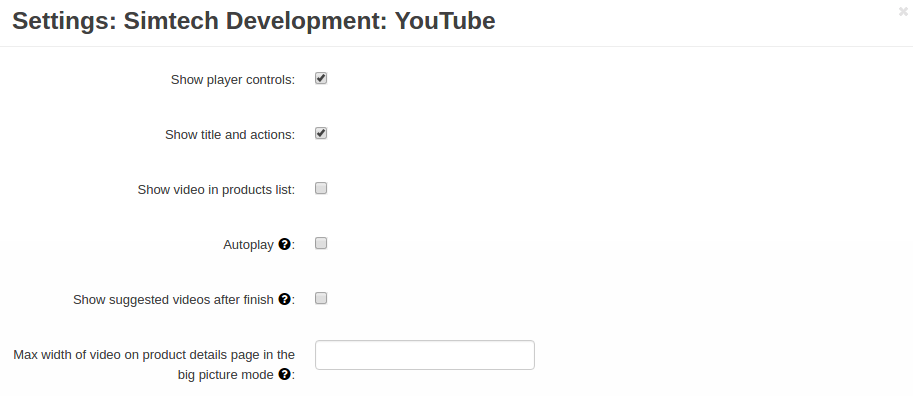 Settings: Simtech Development: YouTube
Show player controls:
Show title and actions:
Show video in products list:
Autoplay ?:
Show suggested videos after finish ?:
Max width of video on product details page in the
big picture mode ?: